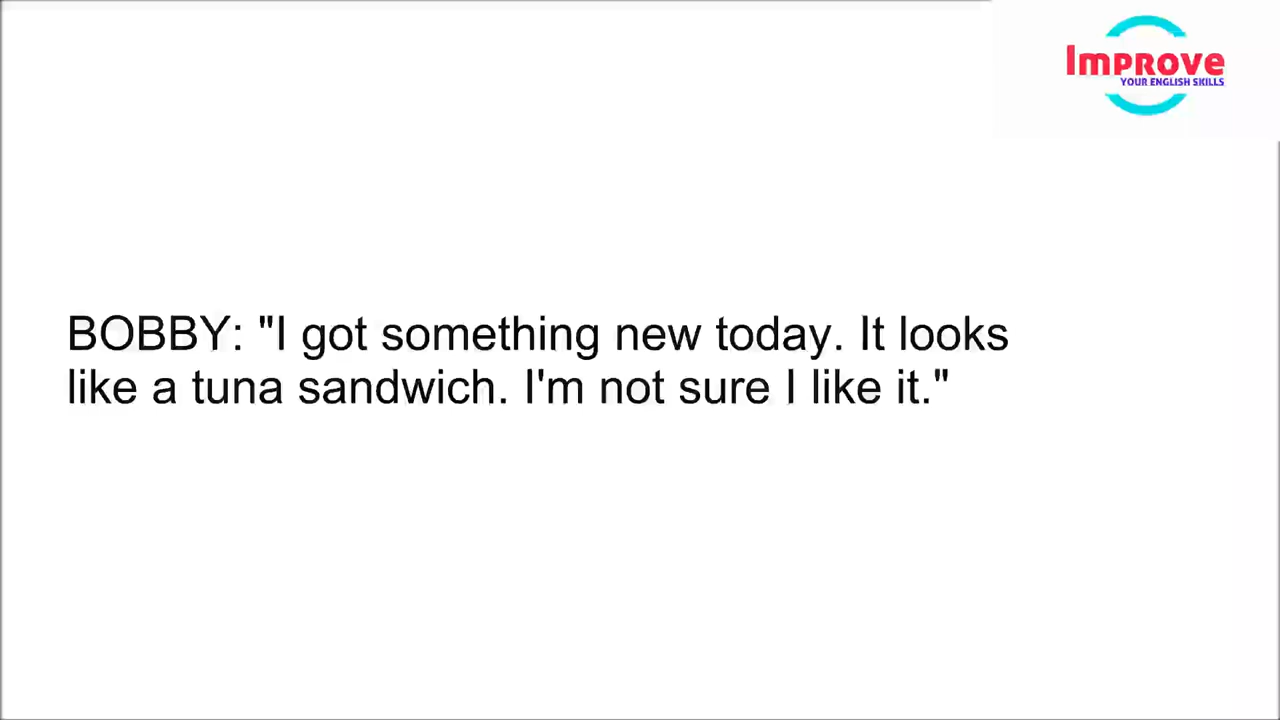 Improve
YOUR ENGLISH SKILLS
BOBBY: "I got something new today. It looks
like a tuna sandwich. I'm not sure I like it."